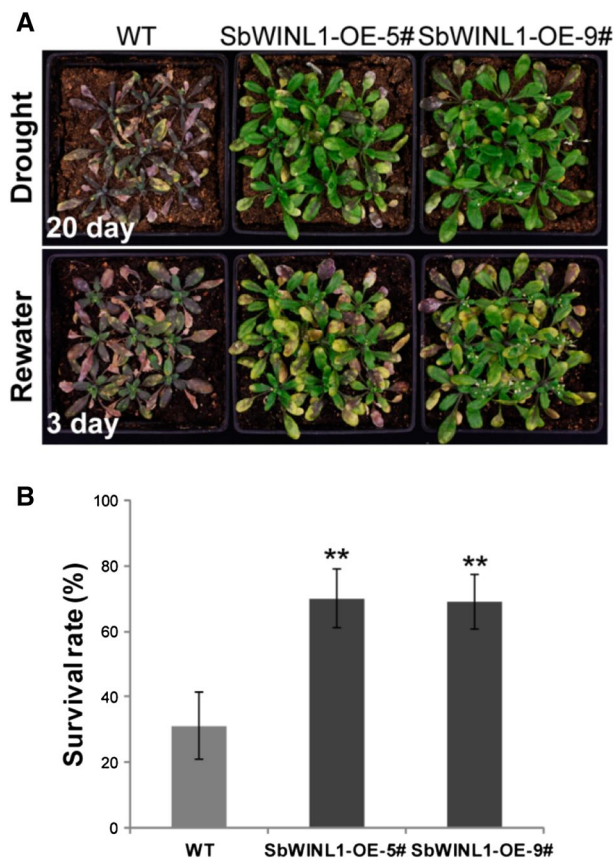 A
WT SbWINL1-OE-5# SbWINL1-OE-9#
Drought
20 day
Rewater
3 day
B
Survival rate (%)
100
80
60
40
20
0
** **
WT SbWINL1-OE-5# SbWINL1-OE-9#